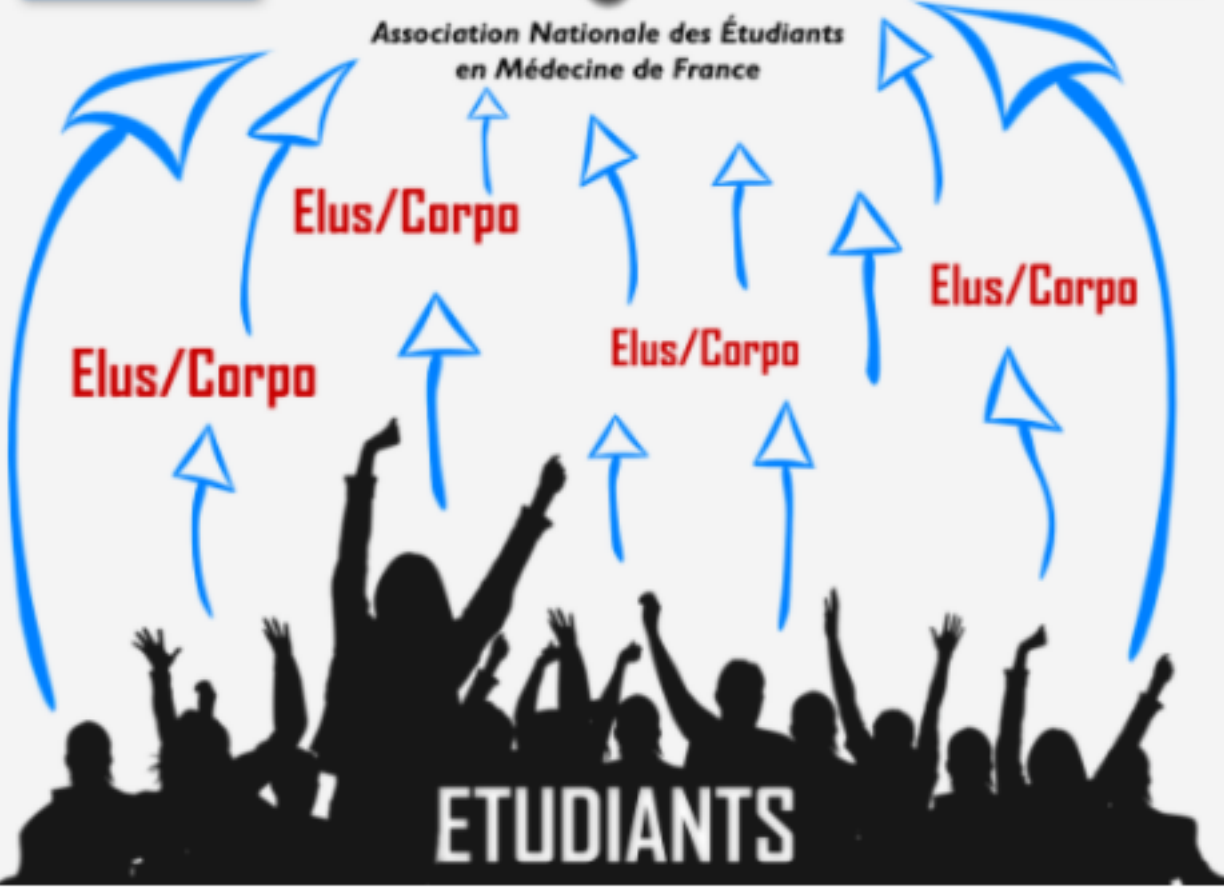 Association Nationale des Étudiants
en Médecine de France
Elus/Corpo
Elus/Corpo
Elus/Corpo
Elus/Corpo
ETUDIANTS